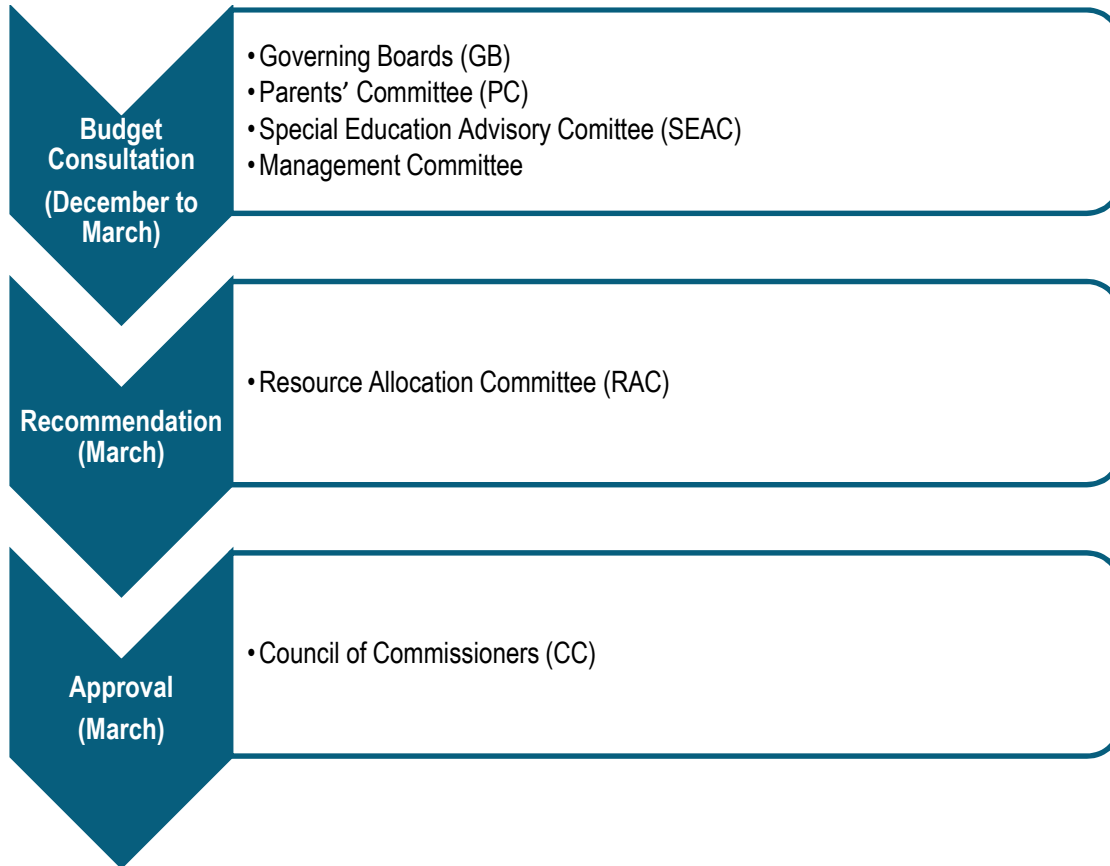 Budget
Consultation
(December to
March)
•Governing Boards (GB)
•Parents’ Committee (PC)
•Special Education Advisory Comittee (SEAC)
•Management Committee
Recommendation
(March)
•Resource Allocation Committee (RAC)
Approval
(March)
•Council of Commissioners (CC)